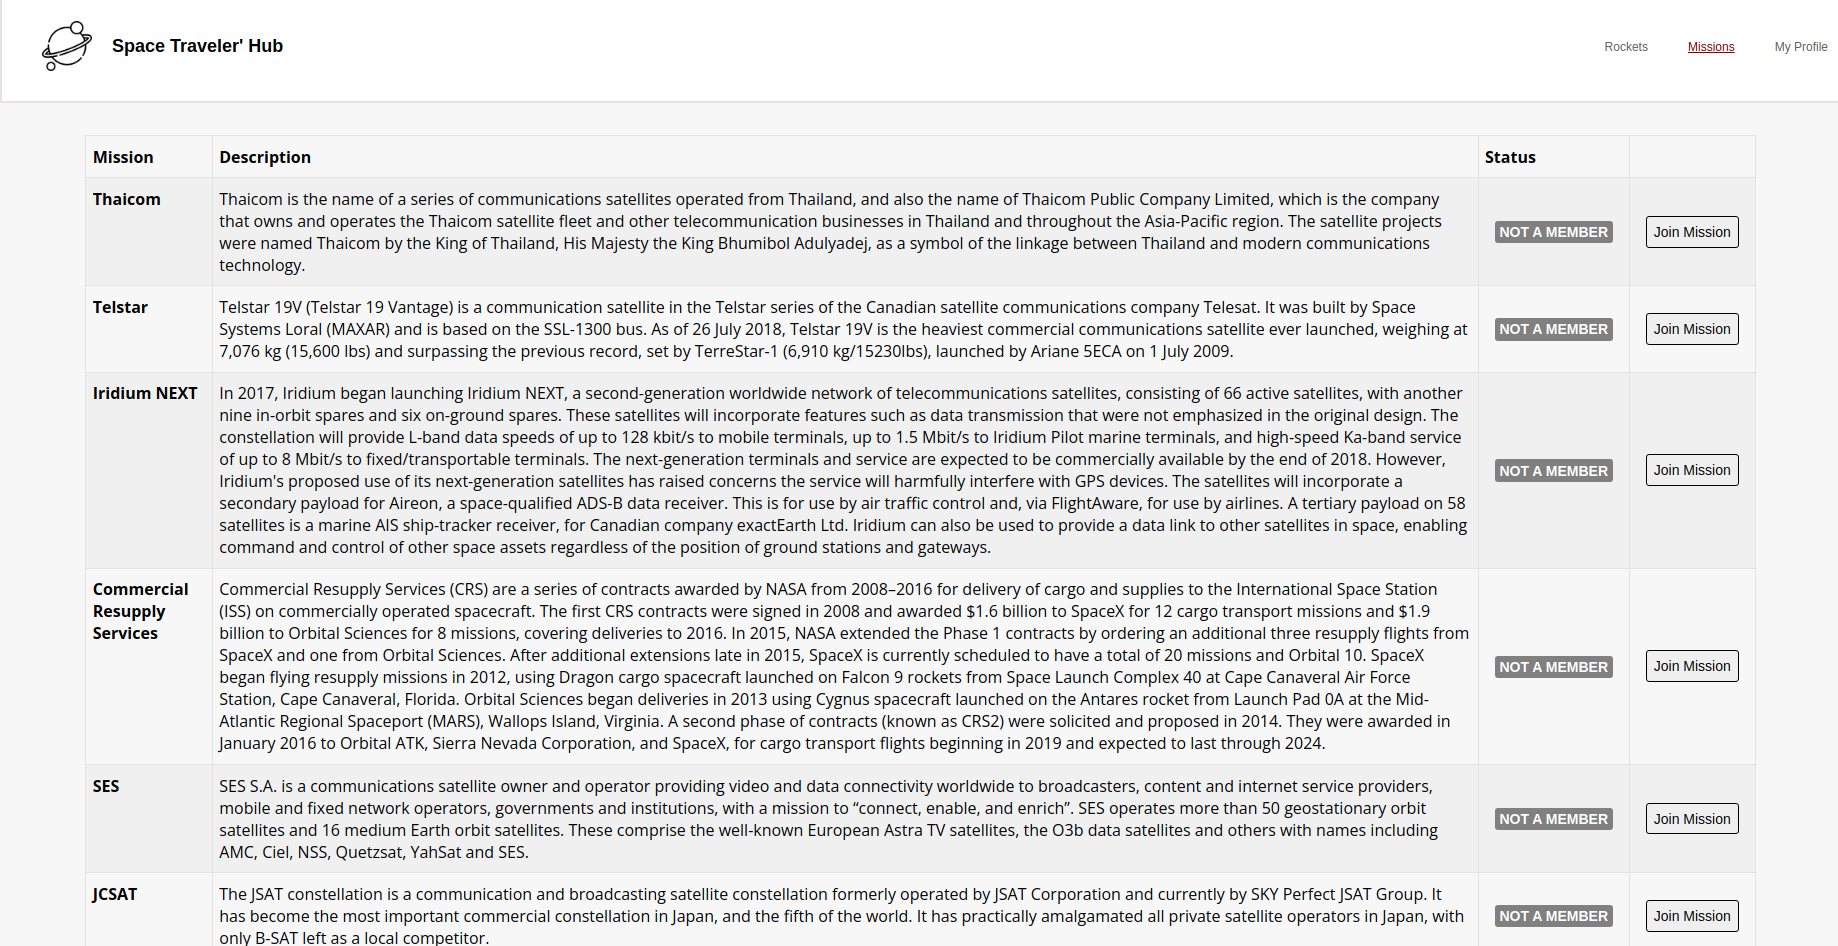 Space Traveler' Hub
Rockets
Missions
My Profile
Mission
Description
Status
Thaicom
Thaicom is the name of a series of communications satellites operated from Thailand, and also the name of Thaicom Public Company Limited, which is the company
that owns and operates the Thaicom satellite fleet and other telecommunication businesses in Thailand and throughout the Asia-Pacific region. The satellite projects
were named Thaicom by the King of Thailand, His Majesty the King Bhumibol Adulyadej, as a symbol of the linkage between Thailand and modern communications
technology.
NOT A MEMBER
Join Mission
Telstar
Telstar 19V (Telstar 19 Vantage) is a communication satellite in the Telstar series of the Canadian satellite communications company Telesat. It was built by Space
Systems Loral (MAXAR) and is based on the SSL-1300 bus. As of 26 July 2018, Telstar 19V is the heaviest commercial communications satellite ever launched, weighing at
7,076 kg (15,600 lbs) and surpassing the previous record, set by TerreStar-1 (6,910 kg/15230lbs), launched by Ariane 5ECA on 1 July 2009.
NOT A MEMBER
Join Mission
Iridium NEXT
In 2017, Iridium began launching Iridium NEXT, a second-generation worldwide network of telecommunications satellites, consisting of 66 active satellites, with another
nine in-orbit spares and six on-ground spares. These satellites will incorporate features such as data transmission that were not emphasized in the original design. The
constellation will provide L-band data speeds of up to 128 kbit/s to mobile terminals, up to 1.5 Mbit/s to Iridium Pilot marine terminals, and high-speed Ka-band service
of up to 8 Mbit/s to fixed/transportable terminals. The next-generation terminals and service are expected to be commercially available by the end of 2018. However,
Iridium's proposed use of its next-generation satellites has raised concerns the service will harmfully interfere with GPS devices. The satellites will incorporate a
secondary payload for Aireon, a space-qualified ADS-B data receiver. This is for use by air traffic control and, via FlightAware, for use by airlines. A tertiary payload on 58
satellites is a marine AIS ship-tracker receiver, for Canadian company exactEarth Ltd. Iridium can also be used to provide a data link to other satellites in space, enabling
command and control of other space assets regardless of the position of ground stations and gateways.
NOT A MEMBER
Join Mission
Commercial
Resupply
Services
Commercial Resupply Services (CRS) are a series of contracts awarded by NASA from 2008–2016 for delivery of cargo and supplies to the International Space Station
(ISS) on commercially operated spacecraft. The first CRS contracts were signed in 2008 and awarded $1.6 billion to SpaceX for 12 cargo transport missions and $1.9
billion to Orbital Sciences for 8 missions, covering deliveries to 2016. In 2015, NASA extended the Phase 1 contracts by ordering an additional three resupply flights from
SpaceX and one from Orbital Sciences. After additional extensions late in 2015, SpaceX is currently scheduled to have a total of 20 missions and Orbital 10. SpaceX
began flying resupply missions in 2012, using Dragon cargo spacecraft launched on Falcon 9 rockets from Space Launch Complex 40 at Cape Canaveral Air Force
Station, Cape Canaveral, Florida. Orbital Sciences began deliveries in 2013 using Cygnus spacecraft launched on the Antares rocket from Launch Pad 0A at the Mid-
Atlantic Regional Spaceport (MARS), Wallops Island, Virginia. A second phase of contracts (known as CRS2) were solicited and proposed in 2014. They were awarded in
January 2016 to Orbital ATK, Sierra Nevada Corporation, and SpaceX, for cargo transport flights beginning in 2019 and expected to last through 2024.
NOT A MEMBER
Join Mission
SES
SES S.A. is a communications satellite owner and operator providing video and data connectivity worldwide to broadcasters, content and internet service providers,
mobile and fixed network operators, governments and institutions, with a mission to “connect, enable, and enrich”. SES operates more than 50 geostationary orbit
satellites and 16 medium Earth orbit satellites. These comprise the well-known European Astra TV satellites, the O3b data satellites and others with names including
AMC, Ciel, NSS, Quetzsat, YahSat and SES.
NOT A MEMBER
Join Mission
JCSAT
The JSAT constellation is a communication and broadcasting satellite constellation formerly operated by JSAT Corporation and currently by SKY Perfect JSAT Group. It
has become the most important commercial constellation in Japan, and the fifth of the world. It has practically amalgamated all private satellite operators in Japan, with
only B-SAT left as a local competitor.
NOT A MEMBER
Join Mission